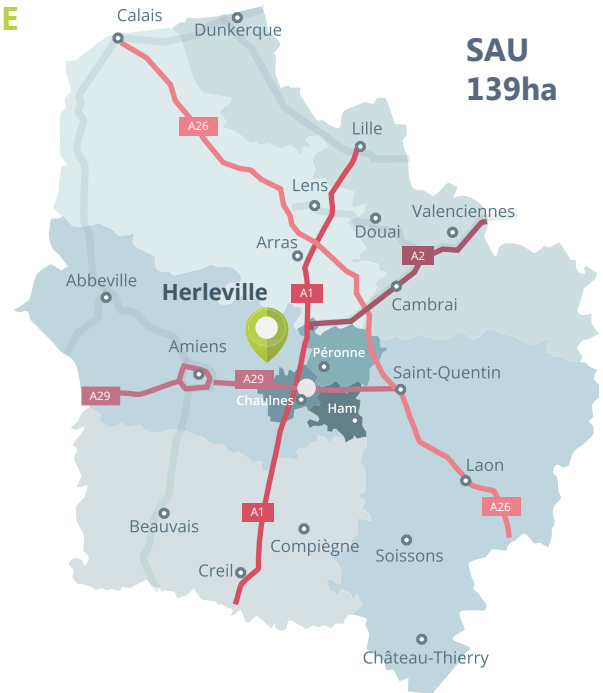 E
Calais
Dunkerque
SAU
139ha
A26
Lille
Lens
Valenciennes
Douai
Arras
A2
Abbeville
Herleville
A1
Cambrai
Amiens
Péronne
Saint-Quentin
A29
A29
Chaulnes
Ham
Laon
A26
A1
Beauvais
Compiègne
Soissons
Creil
Château-Thierry